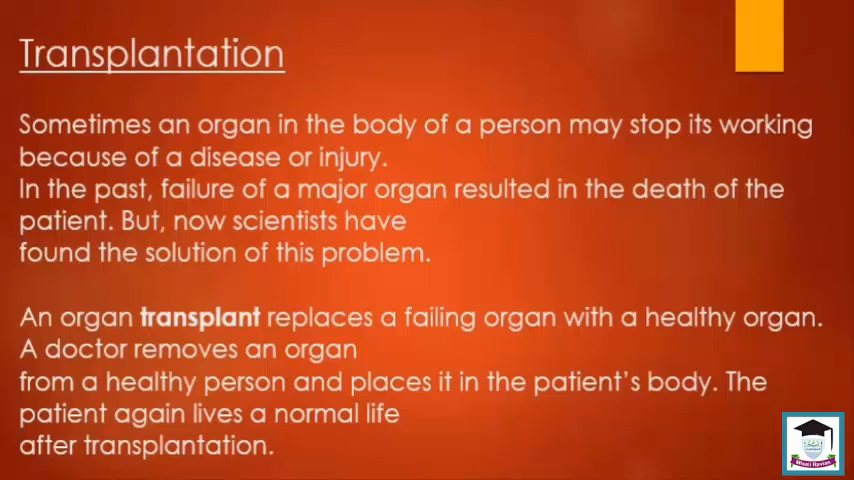 Transplantation
Sometimes an organ in the body of a person may stop its working
because of a disease or injury.
In the past, failure of a major organ resulted in the death of the
patient. But, now scientists have
found the solution of this problem.
An organ transplant replaces a failing organ with a healthy organ.
A doctor removes an organ
from a healthy person and places it in the patient's body. The
patient again lives a normal life
after transplantation.